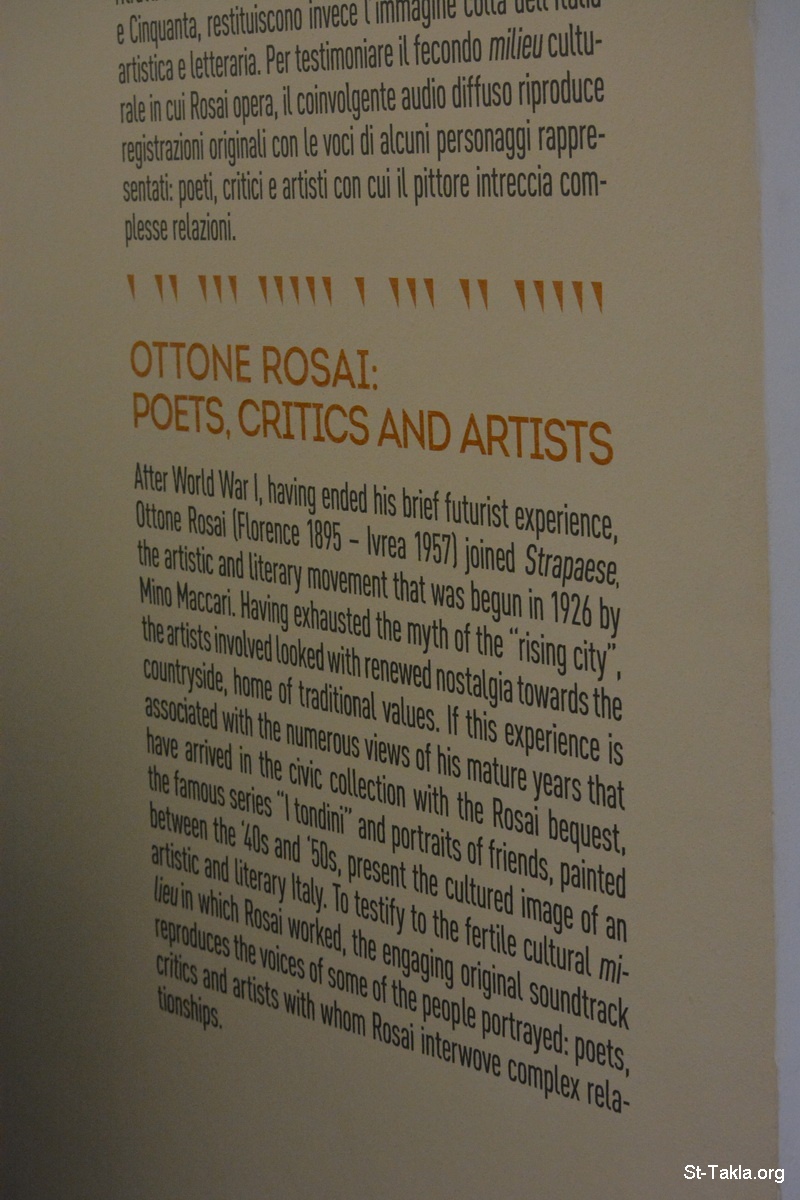 e Cinquanta, restituiscono invece l'immagine colta dell'Italia
artistica e letteraria. Per testimoniare il fecondo milieu cultu-
rale in cui Rosai opera, il coinvolgente audio diffuso riproduce
registrazioni originali con le voci di alcuni personaggi rappre-
sentati: poeti, critici e artisti con cui il pittore intreccia com-
plesse relazioni.
OTTONE ROSAI:
POETS, CRITICS AND ARTISTS
After World War I, having ended his brief futurist experience,
Ottone Rosai (Florence 1895 – Ivrea 1957) joined Strapaese,
the artistic and literary movement that was begun in 1926 by
Mino Maccari. Having exhausted the myth of the "rising city",
the artists involved looked with renewed nostalgia towards the
countryside, home of traditional values. If this experience is
associated with the numerous views of his mature years that
have arrived in the civic collection with the Rosai bequest,
the famous series "I tondini" and portraits of friends, painted
between the '40s and '50s, present the cultured image of an
artistic and literary Italy. To testify to the fertile cultural mi-
lieu in which Rosai worked, the engaging original soundtrack
reproduces the voices of some of the people portrayed: poets,
critics and artists with whom Rosai interwove complex rela-
tionships.
St-Takla.org